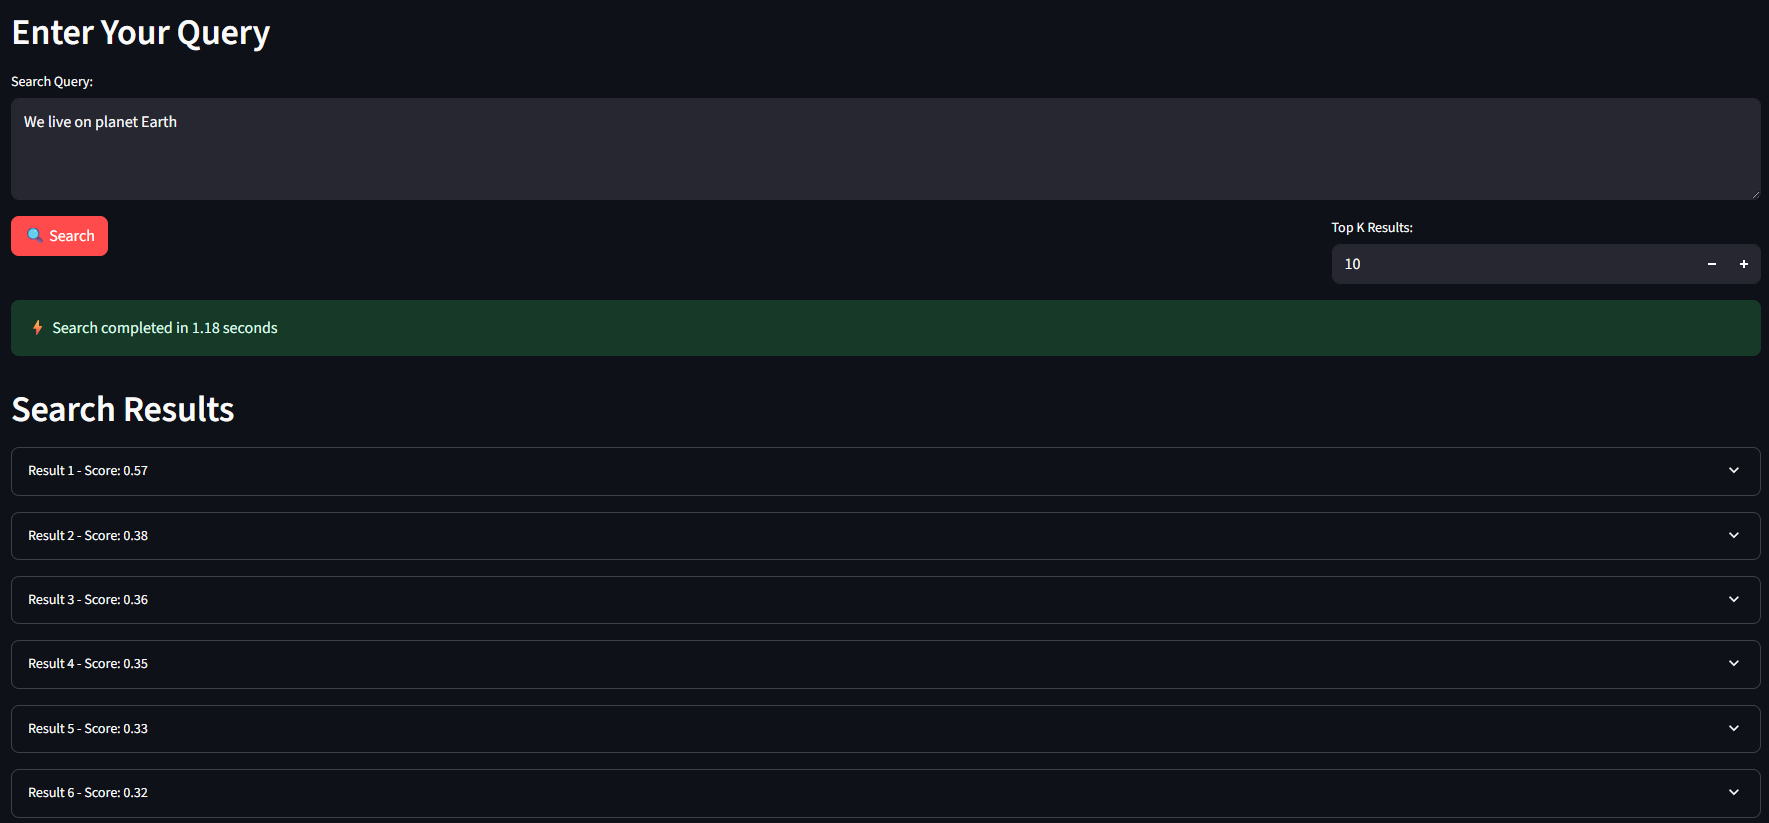 Enter Your Query
Search Query:
We live on planet Earth
Search
Top K Results:
10
Search completed in 1.18 seconds
Search Results
Result 1 - Score: 0.57
Result 2 - Score: 0.38
Result 3 - Score: 0.36
Result 4 - Score: 0.35
Result 5 - Score: 0.33
Result 6 - Score: 0.32